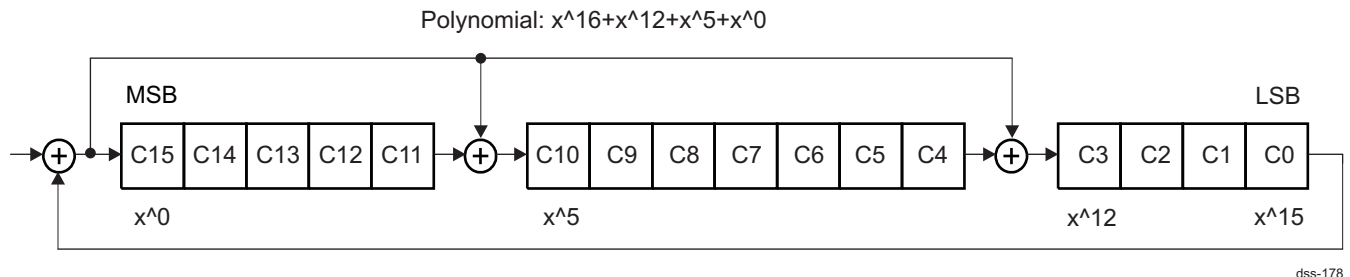 Polynomial: x^16+x^12+x^5+x^0
MSB
LSB
C15 C14 C13 C12 C11 C10 C9 C8 C7 C6 C5 C4 C3 C2 C1 C0
x^0 x^5 x^12 x^15
dss-178